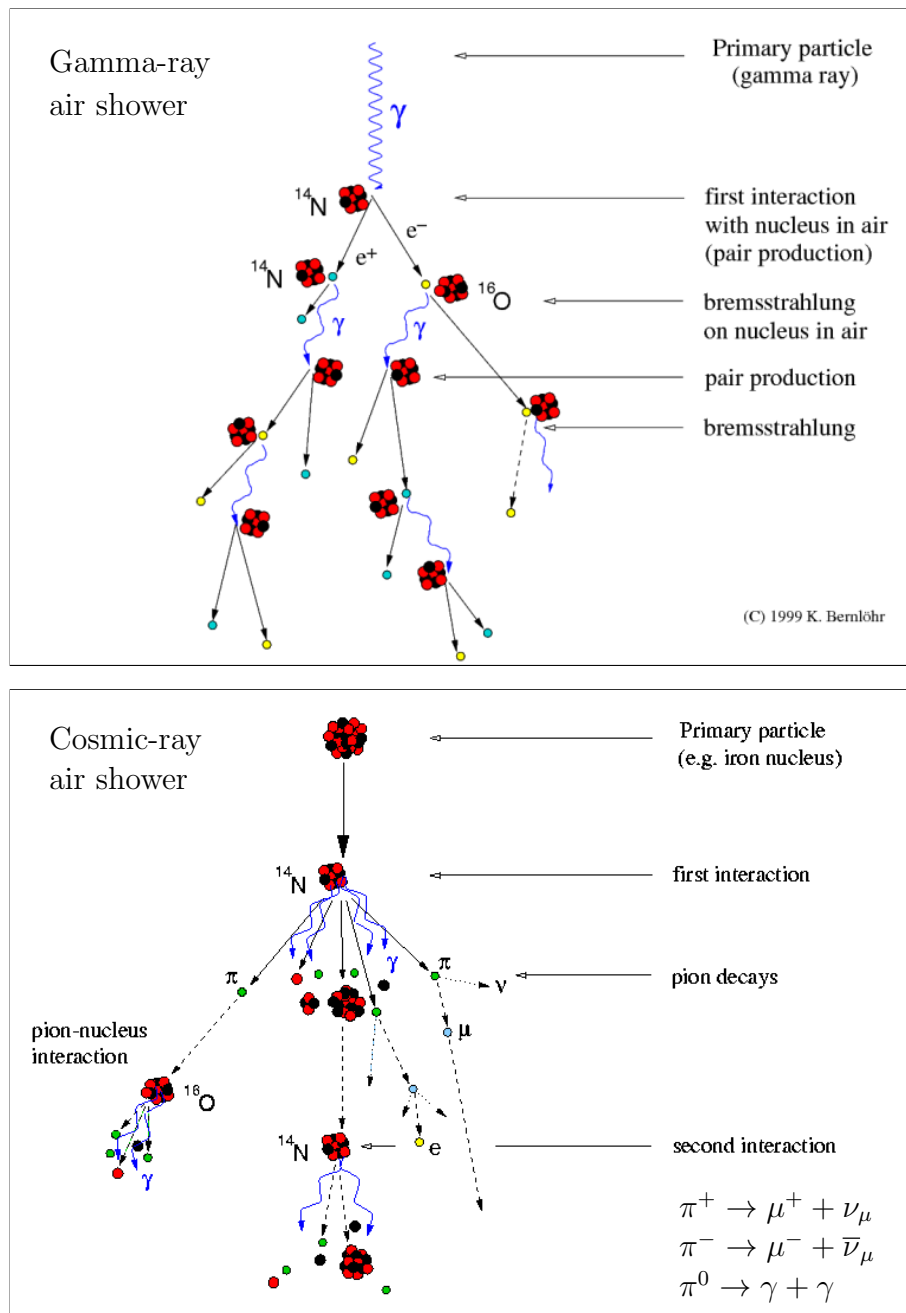 Gamma-ray
air shower
Primary particle
(gamma ray)
γ
¹⁴N
first interaction
with nucleus in air
(pair production)
e⁺
e⁻
¹⁴N
¹⁶O
bremsstrahlung
on nucleus in air
γ
γ
pair production
bremsstrahlung
(C) 1999 K. Bernlöhr
Cosmic-ray
air shower
Primary particle
(e.g. iron nucleus)
¹⁴N
first interaction
γ
π
π
ν
pion decays
μ
pion-nucleus
interaction
¹⁶O
γ
¹⁴N
e
second interaction
π⁺ → μ⁺ + ν_μ
π⁻ → μ⁻ + ν̅_μ
π⁰ → γ + γ